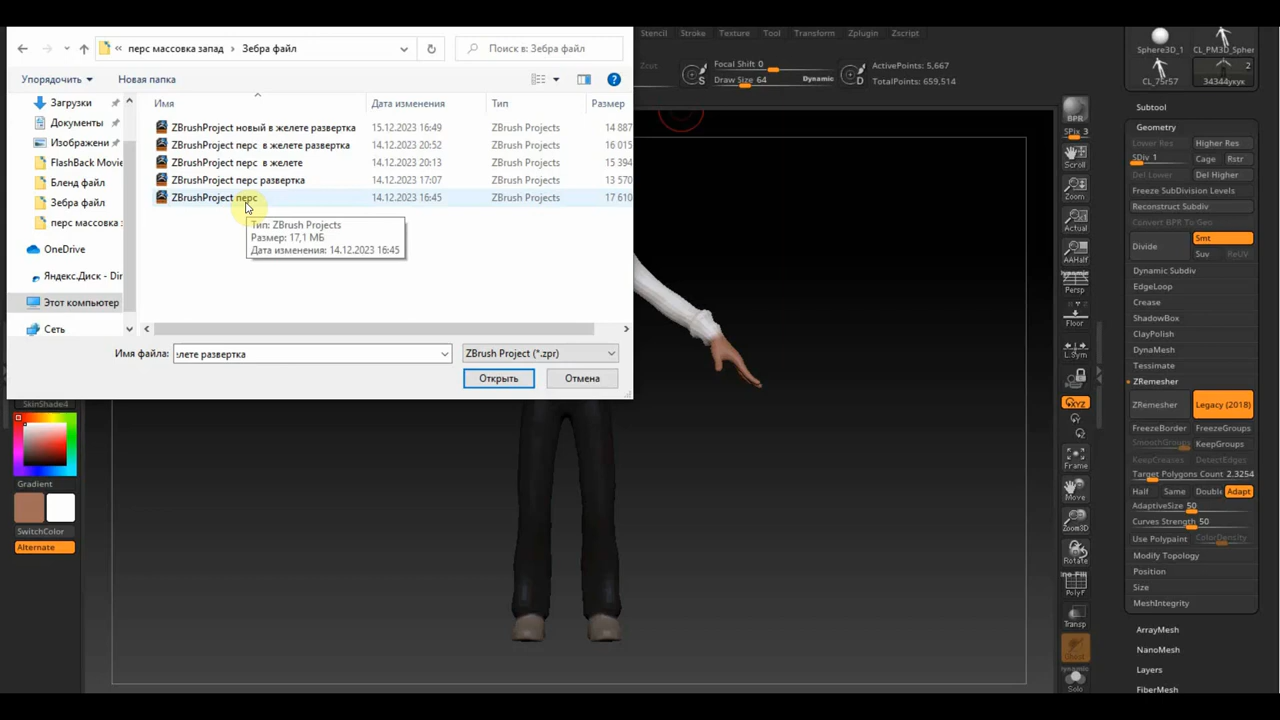 « перс массовка запад › Зебра файл
Поиск в: Зебра файл
Упорядочить
Новая папка
Имя
Дата изменения
Тип
Размер
Загрузки
Документы
Изображени
FlashBack Movie
Бленд файл
Зебра файл
перс массовка :
OneDrive
Яндекс.Диск - Dir
Этот компьютер
Сеть
ZBrushProject новый в желете развертка 15.12.2023 16:49 ZBrush Projects 14 887
ZBrushProject перс в желете развертка 14.12.2023 20:52 ZBrush Projects 16 015
ZBrushProject перс в желете 14.12.2023 20:13 ZBrush Projects 15 394
ZBrushProject перс развертка 14.12.2023 17:07 ZBrush Projects 13 570
ZBrushProject перс 14.12.2023 16:45 ZBrush Projects 17 610
Тип: ZBrush Projects
Размер: 17,1 МБ
Дата изменения: 14.12.2023 16:45
Имя файла:
лете развертка
ZBrush Project (*.zpr)
Открыть
Отмена
SkinShade4
Gradient
SwitchColor
Alternate
Stencil Stroke Texture Tool Transform Zplugin Zscript
Zcut
S
Focal Shift 0
Draw Size 64
Dynamic
D
ActivePoints: 5,667
TotalPoints: 659,514
BPR
SPix 3
Scroll
Zoom
Actual
AAHalf
Dynamic
Persp
Floor
L.Sym
XYZ
Y
Z
Frame
Move
Zoom3D
Rotate
PolyF
Transp
Ghost
Dynamic
Solo
Sphere3D_1
CL_PM3D_Spher
CL_75r57
2
34344укук
Subtool
Geometry
Lower Res
Higher Res
SDiv 1
Cage
Rstr
Del Lower
Del Higher
Freeze SubDivision Levels
Reconstruct Subdiv
Convert BPR To Geo
Divide
Smt
Suv
ReUV
Dynamic Subdiv
EdgeLoop
Crease
ShadowBox
ClayPolish
DynaMesh
Tessimate
ZRemesher
ZRemesher
Legacy (2018)
FreezeBorder
FreezeGroups
SmoothGroups
KeepGroups
KeepCreases
DetectEdges
Target Polygons Count 2.3254
Half
Same
Double
Adapt
AdaptiveSize 50
Curves Strength 50
Use Polypaint
ColorDensity
Modify Topology
Position
Size
MeshIntegrity
ArrayMesh
NanoMesh
Layers
FiberMesh